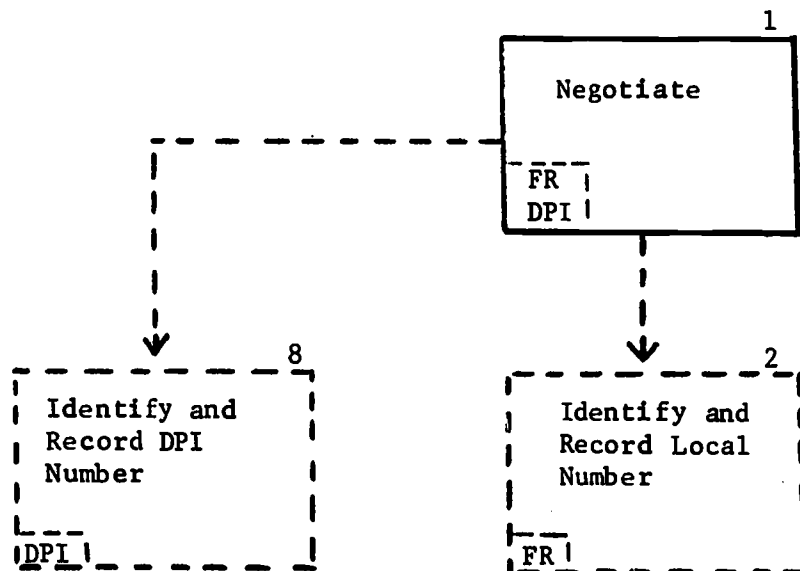 1
Negotiate
FR
DPI
8
Identify and
Record DPI
Number
DPI
2
Identify and
Record Local
Number
FR